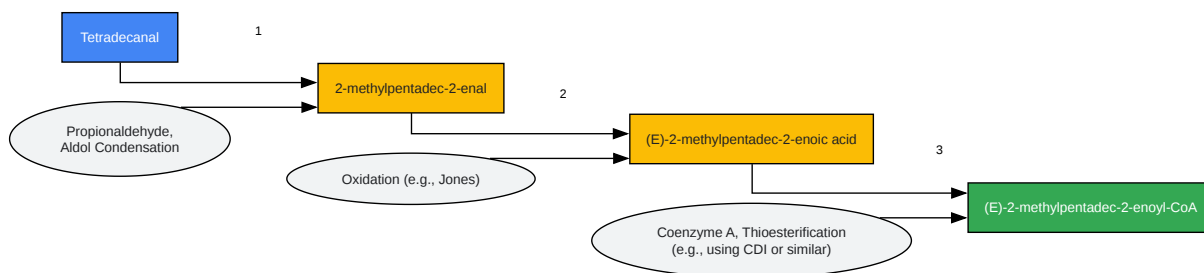 Tetradecanal
1
2-methylpentadec-2-enal
Propionaldehyde,
Aldol Condensation
2
(E)-2-methylpentadec-2-enoic acid
Oxidation (e.g., Jones)
3
(E)-2-methylpentadec-2-enoyl-CoA
Coenzyme A, Thioesterification
(e.g., using CDI or similar)